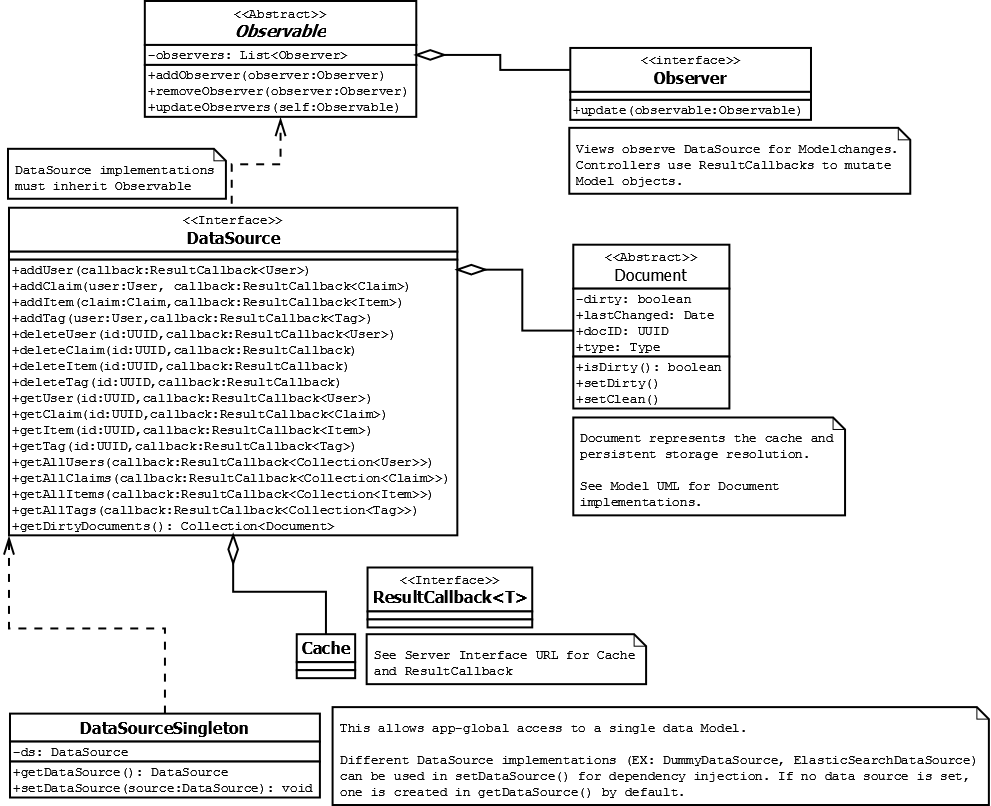 <<Abstract>>
Observable
-observers: List<Observer>
+addObserver(observer:Observer)
+removeObserver(observer:Observer)
+updateObservers(self:Observable)
<<interface>>
Observer
+update(observable:Observable)
Views observe DataSource for Modelchanges.
Controllers use ResultCallbacks to mutate
Model objects.
DataSource implementations
must inherit Observable
<<Interface>>
DataSource
+addUser(callback:ResultCallback<User>)
+addClaim(user:User, callback:ResultCallback<Claim>)
+addItem(claim:Claim,callback:ResultCallback<Item>)
+addTag(user:User,callback:ResultCallback<Tag>)
+deleteUser(id:UUID,callback:ResultCallback<User>)
+deleteClaim(id:UUID,callback:ResultCallback)
+deleteItem(id:UUID,callback:ResultCallback)
+deleteTag(id:UUID,callback:ResultCallback)
+getUser(id:UUID,callback:ResultCallback<User>)
+getClaim(id:UUID,callback:ResultCallback<Claim>)
+getItem(id:UUID,callback:ResultCallback<Item>)
+getTag(id:UUID,callback:ResultCallback<Tag>)
+getAllUsers(callback:ResultCallback<Collection<User>>)
+getAllClaims(callback:ResultCallback<Collection<Claim>>)
+getAllItems(callback:ResultCallback<Collection<Item>>)
+getAllTags(callback:ResultCallback<Collection<Tag>>)
+getDirtyDocuments(): Collection<Document>
<<Abstract>>
Document
-dirty: boolean
+lastChanged: Date
+docID: UUID
+type: Type
+isDirty(): boolean
+setDirty()
+setClean()
Document represents the cache and
persistent storage resolution.
See Model UML for Document
implementations.
<<Interface>>
ResultCallback<T>
Cache
See Server Interface URL for Cache
and ResultCallback
DataSourceSingleton
-ds: DataSource
+getDataSource(): DataSource
+setDataSource(source:DataSource): void
This allows app-global access to a single data Model.
Different DataSource implementations (EX: DummyDataSource, ElasticSearchDataSource)
can be used in setDataSource() for dependency injection. If no data source is set,
one is created in getDataSource() by default.